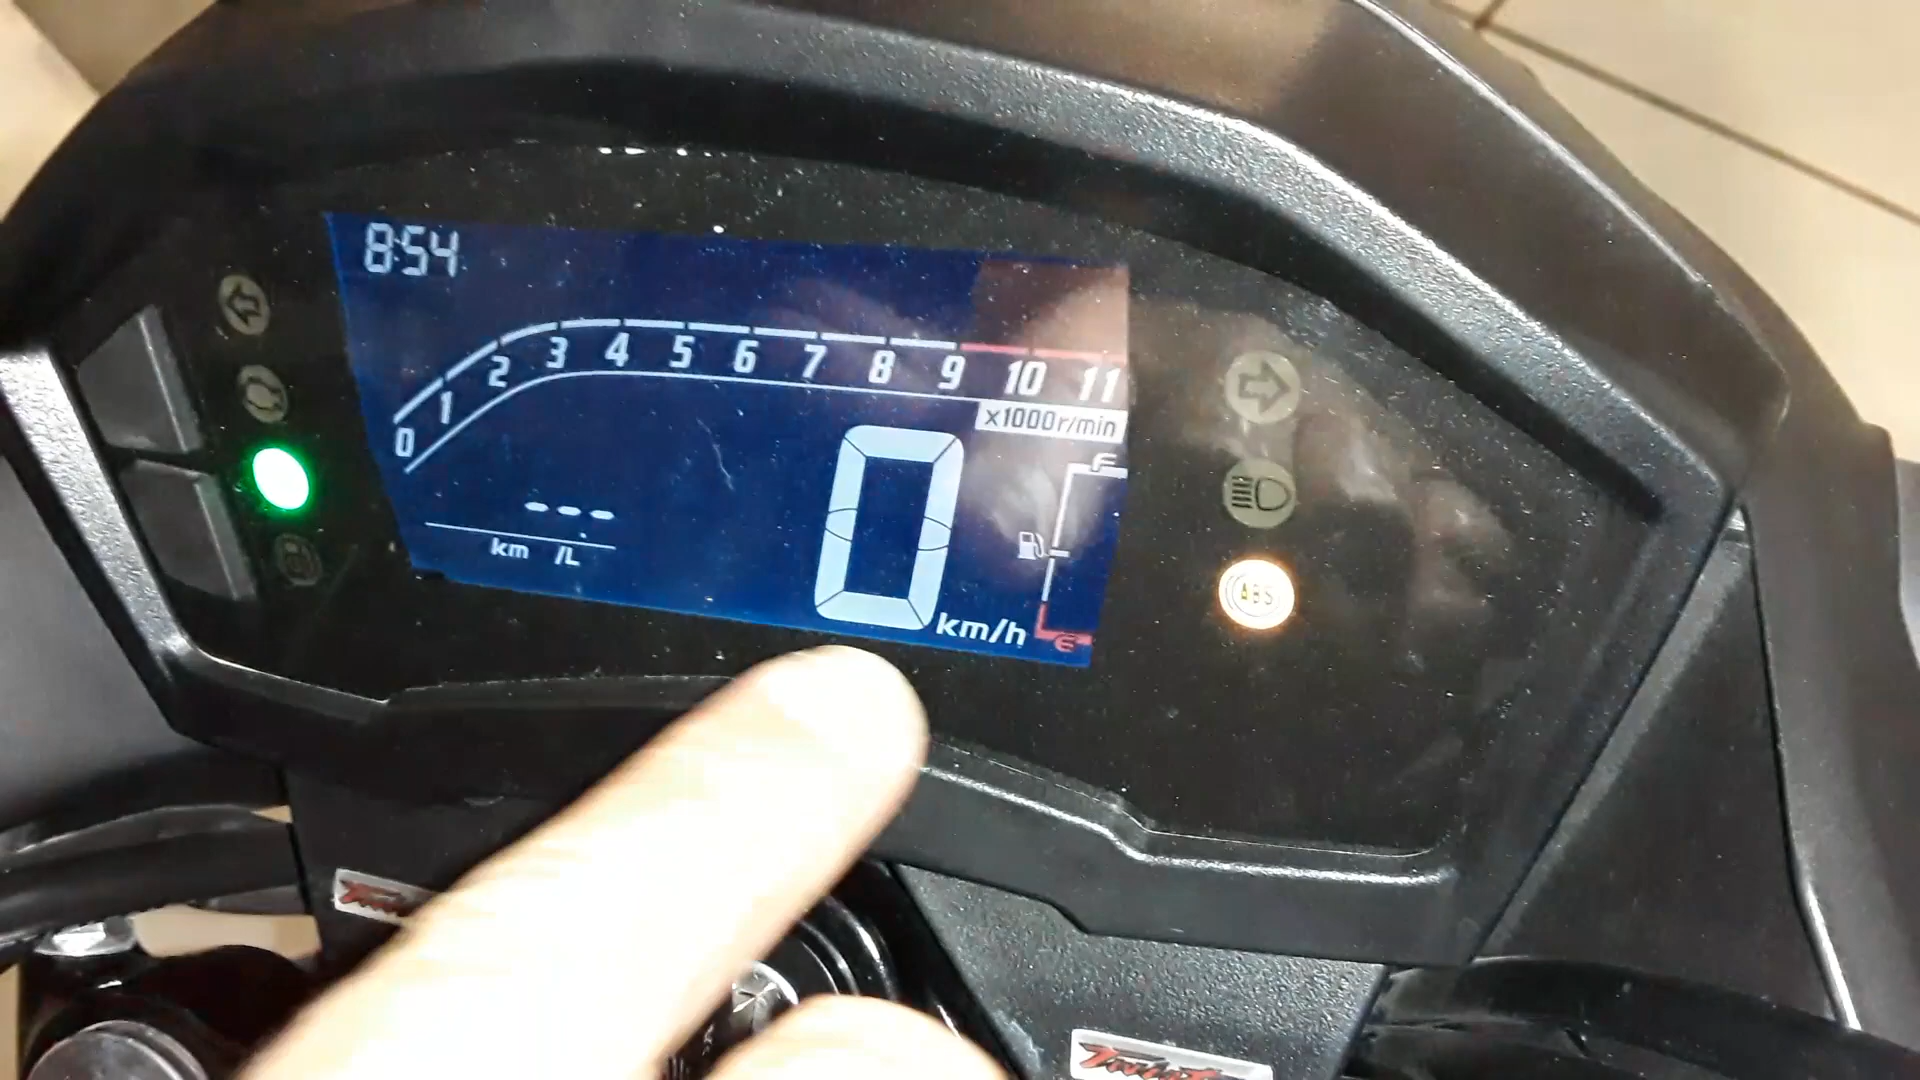 8:54
0 1 2 3 4 5 6 7 8 9 10 11
x1000r/min
F
---
km /L
0
km/h
E
ABS
Twister